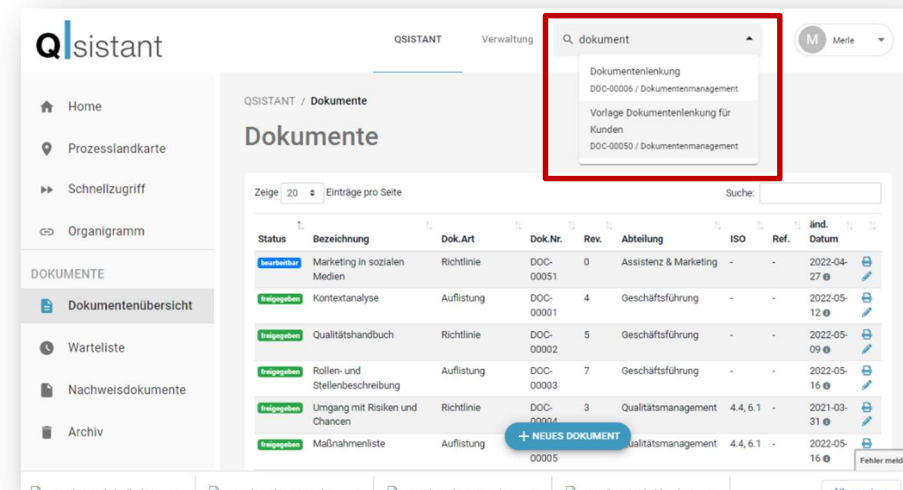 QIsistant
QSISTANT
Verwaltung
dokument
M
Merle
Dokumentenlenkung
DOC-00006 / Dokumentenmanagement
Vorlage Dokumentenlenkung für
Kunden
DOC-00050 / Dokumentenmanagement
Home
Prozesslandkarte
Schnellzugriff
Organigramm
DOKUMENTE
Dokumentenübersicht
Warteliste
Nachweisdokumente
Archiv
QSISTANT / Dokumente
Dokumente
Zeige 20 Einträge pro Seite
Suche:
Status Bezeichnung Dok.Art Dok.Nr. Rev. Abteilung ISO Ref. änd.
Datum
bearbeitbar Marketing in sozialen Richtlinie DOC- 0 Assistenz & Marketing - - 2022-04-
Medien 00051 27
freigegeben Kontextanalyse Auflistung DOC- 4 Geschäftsführung - - 2022-05-
00001 12
freigegeben Qualitätshandbuch Richtlinie DOC- 5 Geschäftsführung - - 2022-05-
00002 09
freigegeben Rollen- und Auflistung DOC- 7 Geschäftsführung - - 2022-05-
Stellenbeschreibung 00003 16
freigegeben Umgang mit Risiken und Richtlinie DOC- 3 Qualitätsmanagement 4.4, 6.1 - 2021-03-
Chancen 00004 31
freigegeben Maßnahmenliste Auflistung Qualitätsmanagement 4.4, 6.1 - 2022-05-
00005 16
+ NEUES DOKUMENT
Fehler meld